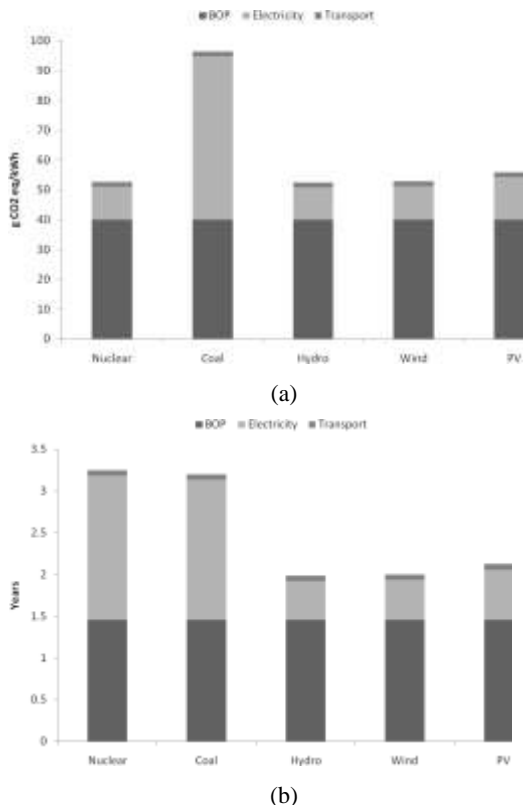 BOP Electricity Transport
100
90
80
70
60
50
40
30
20
10
0
g CO2 eq/kWh
Nuclear Coal Hydro Wind PV
(a)
BOP Electricity Transport
3.5
3
2.5
2
1.5
1
0.5
0
Years
Nuclear Coal Hydro Wind PV
(b)